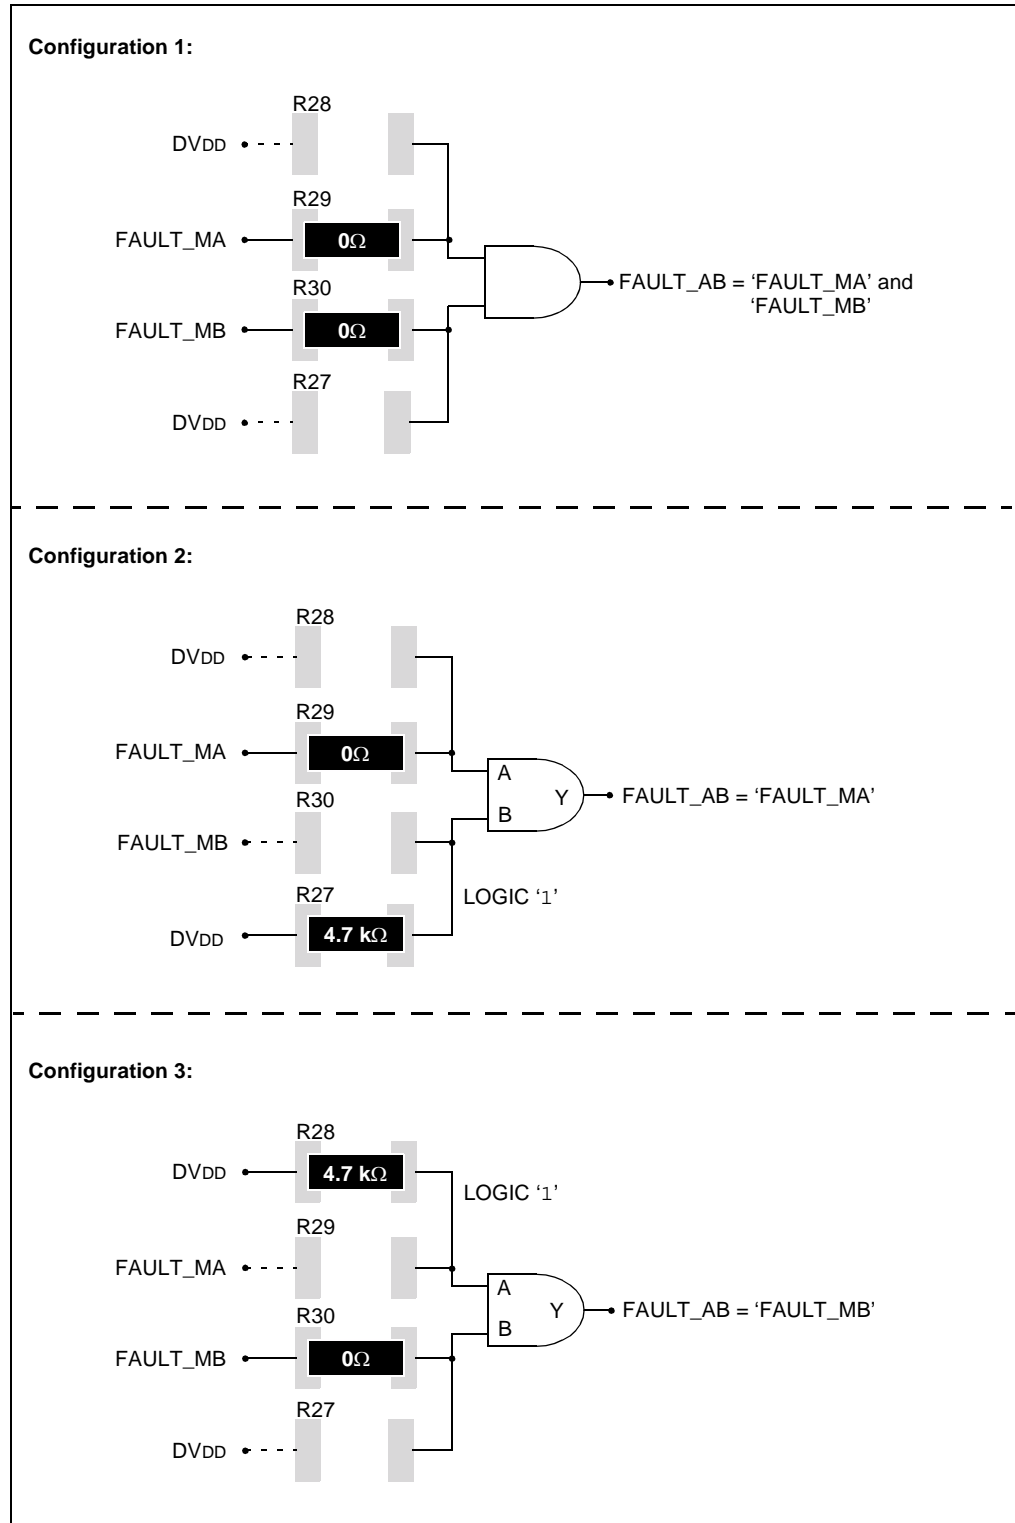 Configuration 1:
R28
DVDD
R29
FAULT_MA
0Ω
R30
FAULT_AB = ‘FAULT_MA’ and
‘FAULT_MB’
FAULT_MB
0Ω
R27
DVDD
Configuration 2:
R28
DVDD
R29
FAULT_MA
0Ω
A
R30
Y
FAULT_AB = ‘FAULT_MA’
B
FAULT_MB
R27
LOGIC ‘1’
DVDD
4.7 kΩ
Configuration 3:
R28
DVDD
4.7 kΩ
LOGIC ‘1’
R29
FAULT_MA
A
R30
Y
FAULT_AB = ‘FAULT_MB’
B
FAULT_MB
0Ω
R27
DVDD